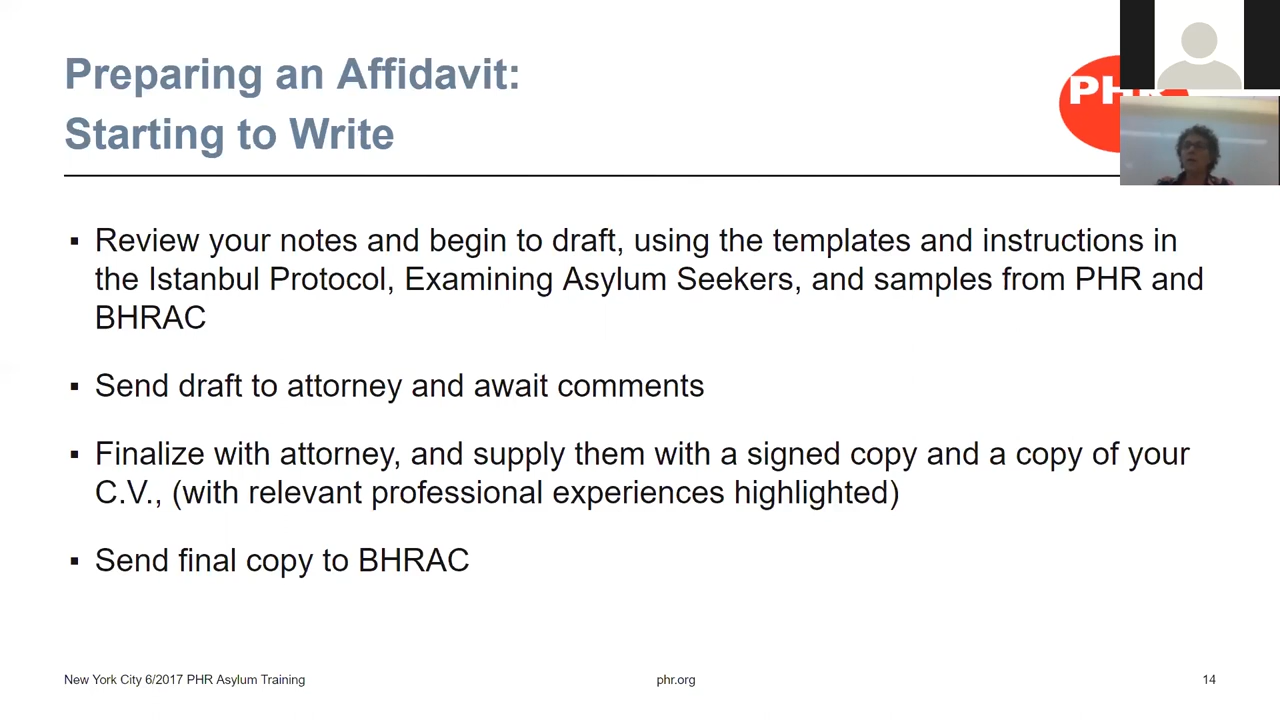 Preparing an Affidavit:
Starting to Write
PHR
▪ Review your notes and begin to draft, using the templates and instructions in
the Istanbul Protocol, Examining Asylum Seekers, and samples from PHR and
BHRAC
▪ Send draft to attorney and await comments
▪ Finalize with attorney, and supply them with a signed copy and a copy of your
C.V., (with relevant professional experiences highlighted)
▪ Send final copy to BHRAC
New York City 6/2017 PHR Asylum Training
phr.org
14